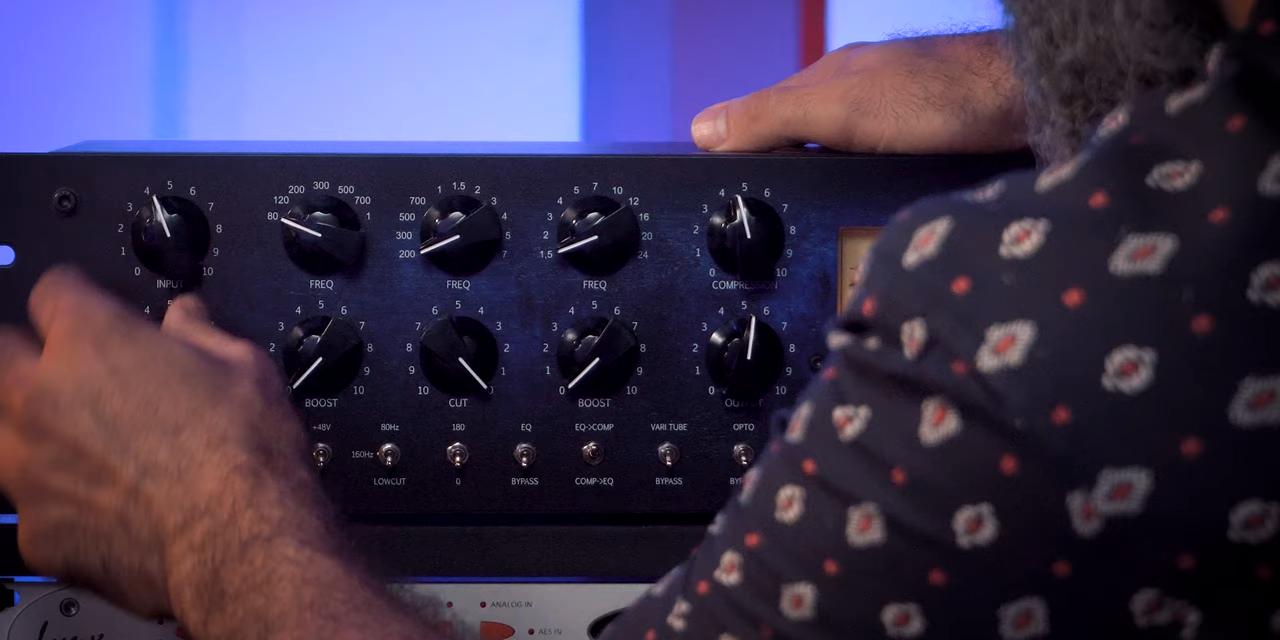 4 5 6
3 7
2 8
1 9
0 10
INPUT
200 300 500
120 700
80 1
FREQ
1 1.5 2
700 3
500 4
300 5
200 7
FREQ
5 7 10
4 12
3 16
2 20
1,5 24
FREQ
4 5 6
3 7
2 8
1 9
0 10
COMPRESSION
4 5
4 5 6
3 7
2 8
9
10
BOOST
6 5 4
7 3
8 2
9 1
10 0
CUT
4 5 6
3 7
2 8
1 9
0 10
BOOST
4 5 6
3 7
2 8
1 9
0 10
OUTPUT
+48V
80Hz
160Hz
LOWCUT
180
0
EQ
BYPASS
EQ->COMP
COMP->EQ
VARI TUBE
BYPASS
OPTO
ANALOG IN
AES IN